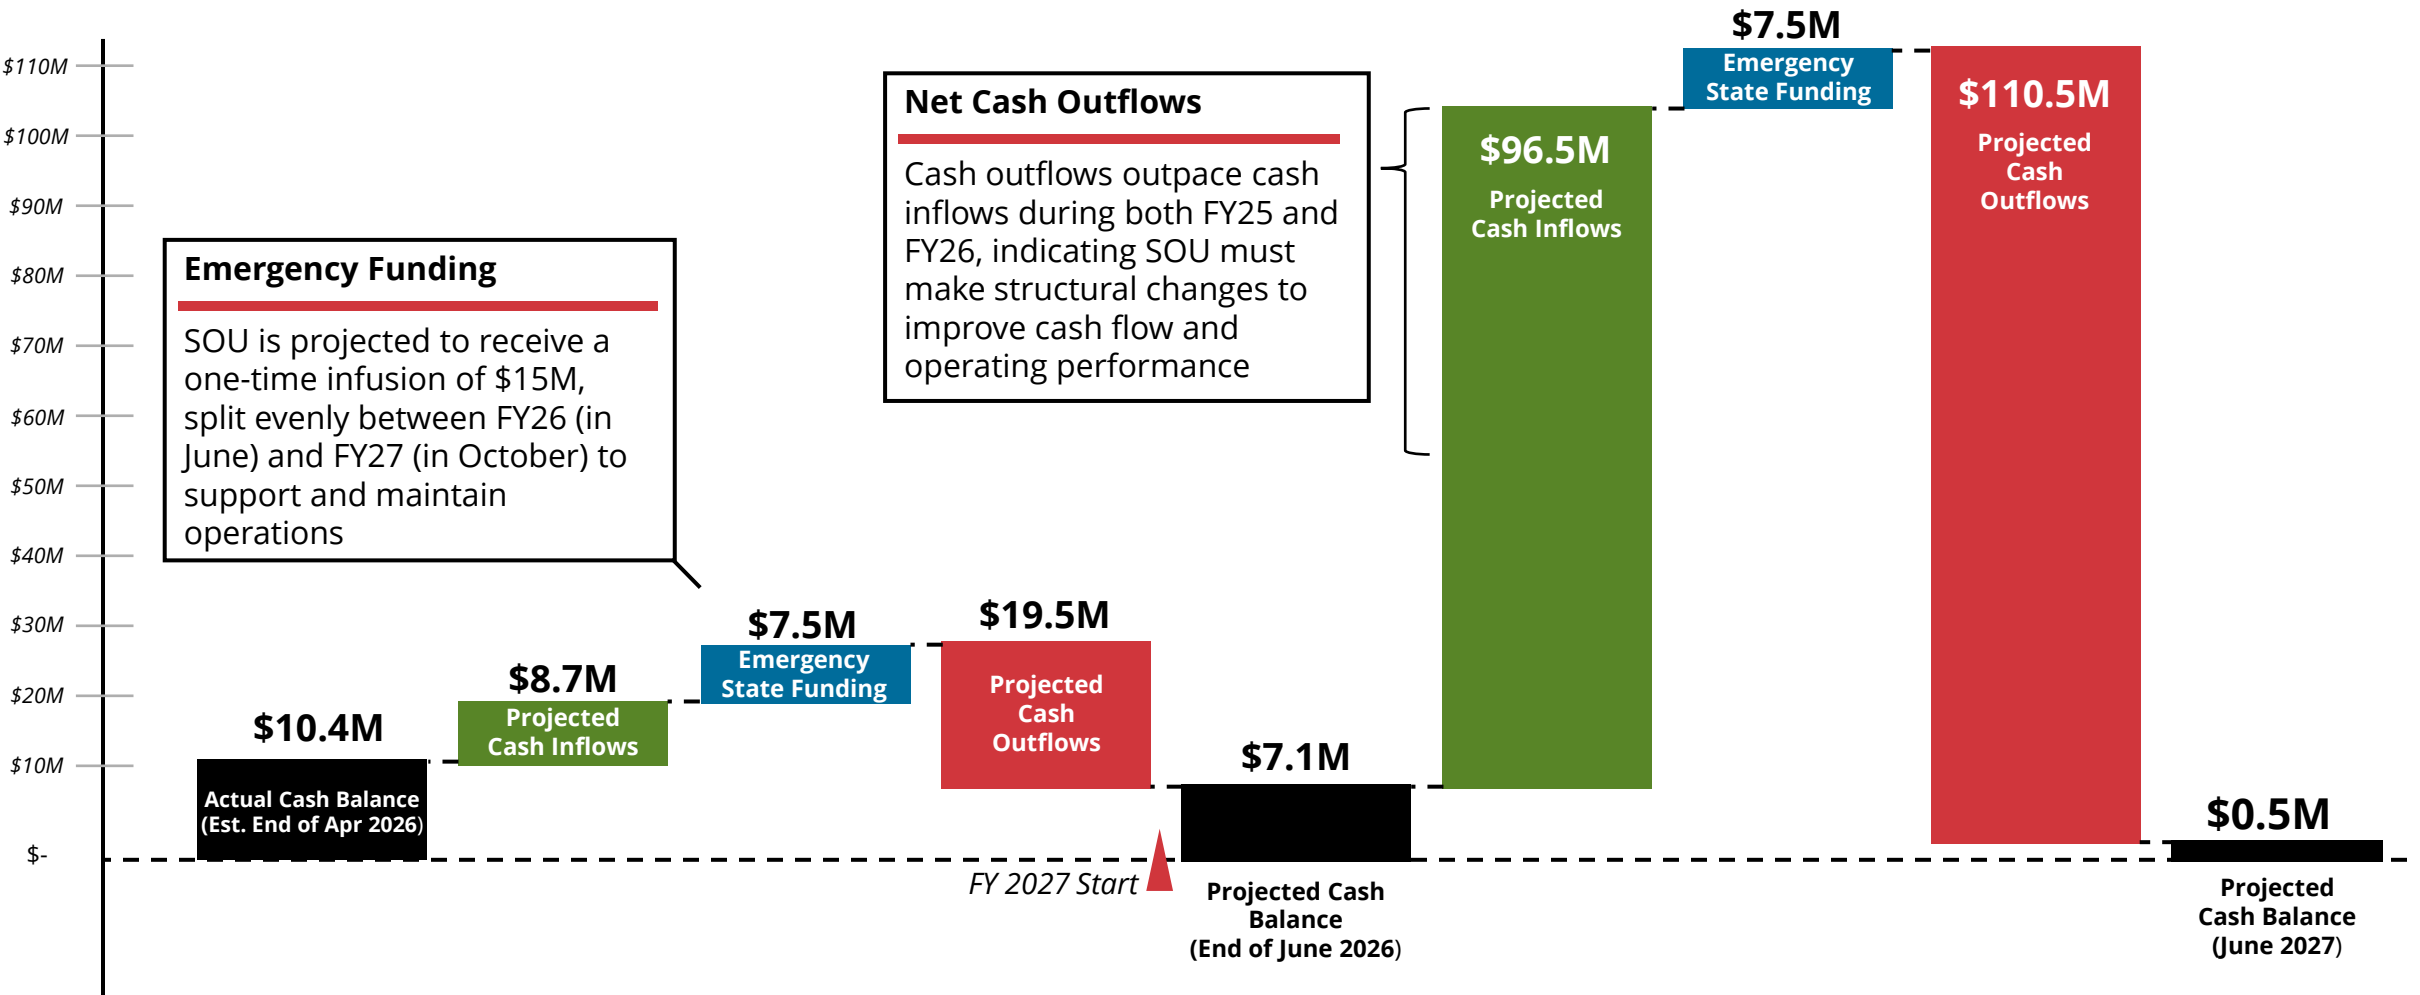 $110M
$100M
$90M
$80M
$70M
$60M
$50M
$40M
$30M
$20M
$10M
$-
Emergency Funding
SOU is projected to receive a
one-time infusion of $15M,
split evenly between FY26 (in
June) and FY27 (in October) to
support and maintain
operations
Net Cash Outflows
Cash outflows outpace cash
inflows during both FY25 and
FY26, indicating SOU must
make structural changes to
improve cash flow and
operating performance
$10.4M
Actual Cash Balance
(Est. End of Apr 2026)
$8.7M
Projected
Cash Inflows
$7.5M
Emergency
State Funding
$19.5M
Projected
Cash
Outflows
FY 2027 Start
$7.1M
Projected Cash
Balance
(End of June 2026)
$96.5M
Projected
Cash Inflows
$7.5M
Emergency
State Funding
$110.5M
Projected
Cash
Outflows
$0.5M
Projected
Cash Balance
(June 2027)